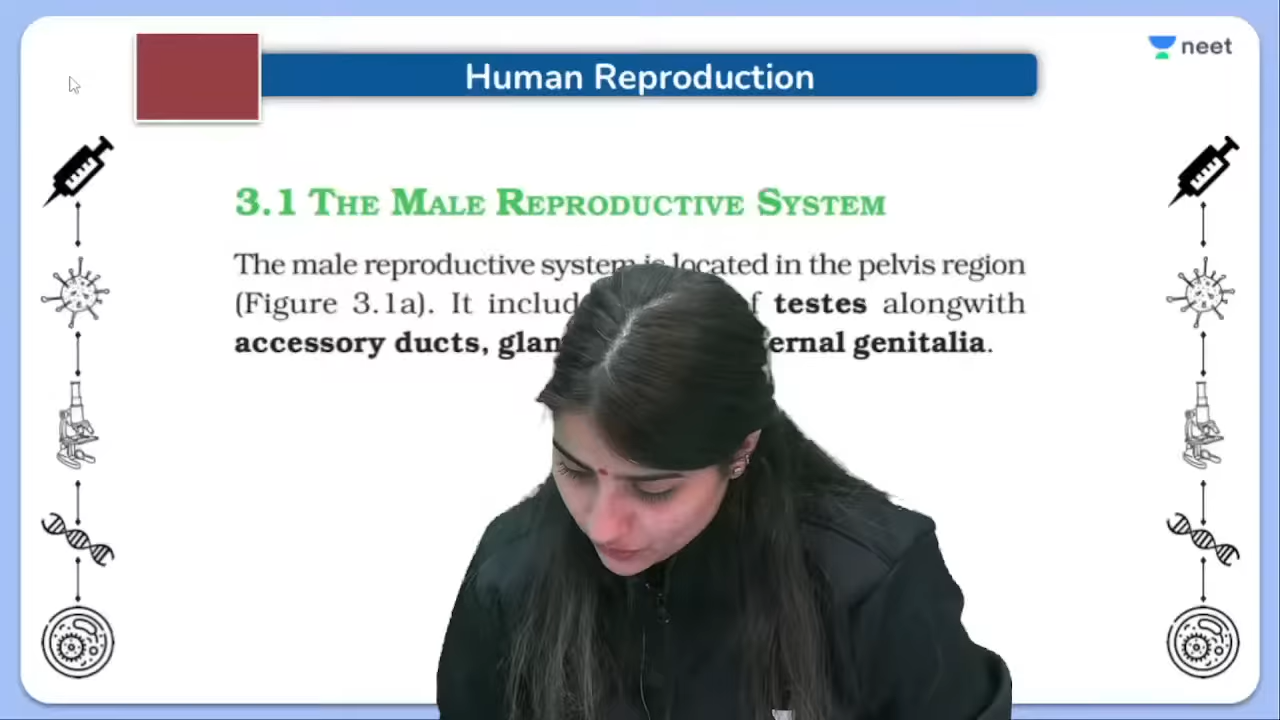 neet
Human Reproduction
3.1 THE MALE REPRODUCTIVE SYSTEM
The male reproductive system is located in the pelvis region
(Figure 3.1a). It includ f testes alongwith
accessory ducts, glan ernal genitalia.